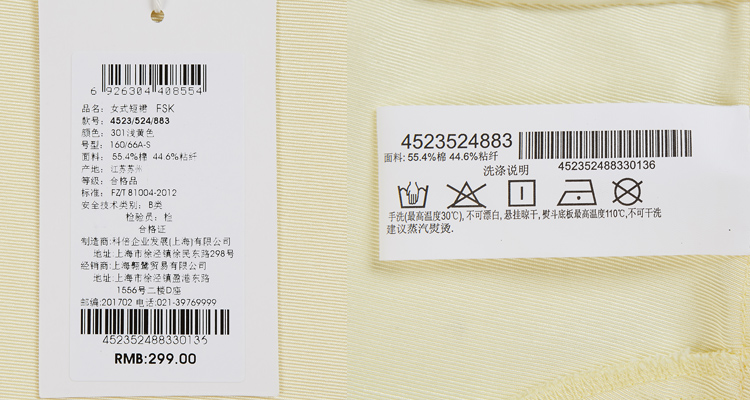 6 926304 408554
品名: 女式短裙 FSK
款号: 4523/524/883
颜色: 301浅黄色
号型: 160/66A-S
面料: 55.4%棉 44.6%粘纤
产地: 江苏苏州
等级: 合格品
标准: FZ/T 81004-2012
安全技术类别: B类
检验员: 检
合格证
制造商:科倍企业发展(上海)有限公司
地址:上海市徐泾镇徐民东路298号
经销商:上海 贸易有限公司
地址:上海市徐泾镇盈港东路
1556号二楼D座
邮编:201702 电话:021-39769999
452352488330136
RMB:299.00
4523524883
面料: 55.4%棉 44.6%粘纤
452352488330136
洗涤说明
手洗(最高温度30℃), 不可漂白, 悬挂晾干, 熨斗底板最高温度110℃, 不可干洗
建议蒸汽熨烫.